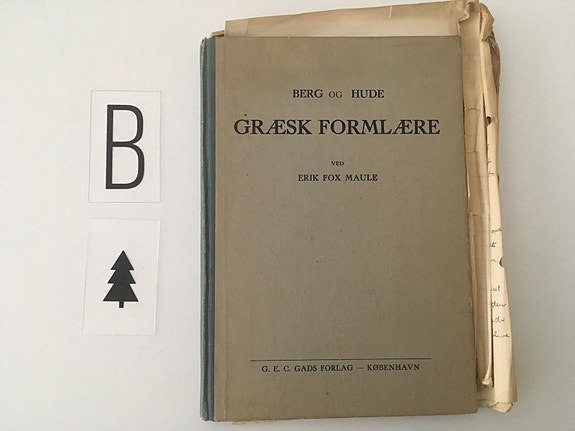 B
BERG OG HUDE
GRÆSK FORMLÆRE
VED
ERIK FOX MAULE
G. E. C. GADS FORLAG — KØBENHAVN